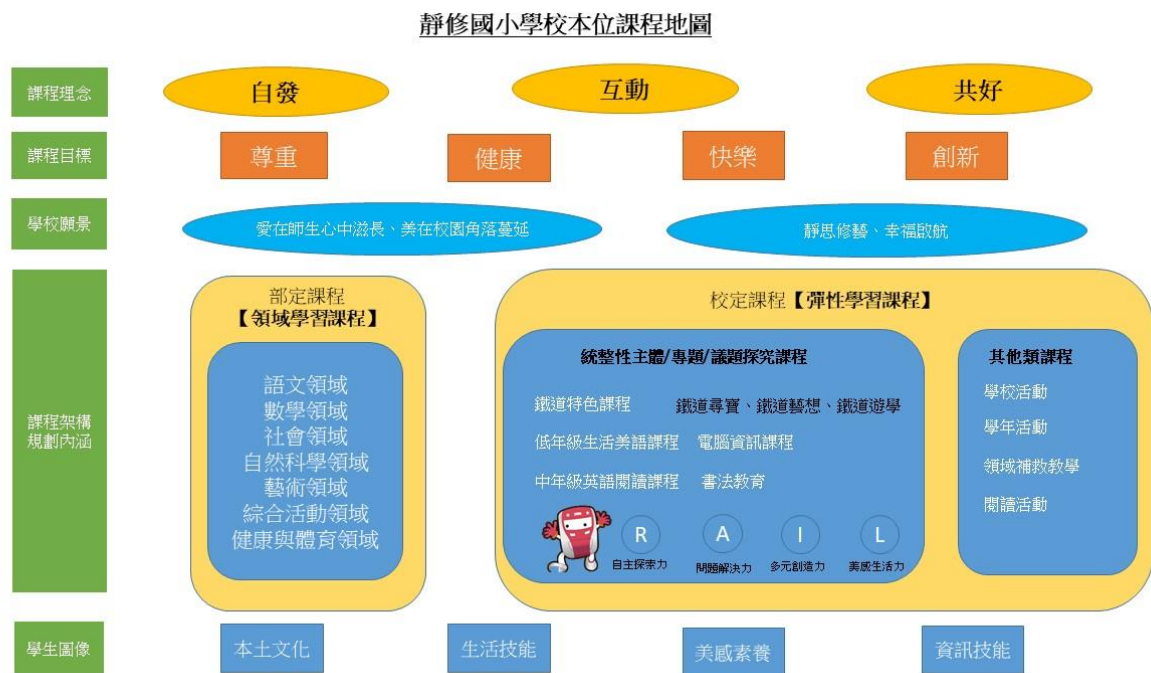 靜修國小學校本位課程地圖
課程理念
自發
互動
共好
課程目標
尊重
健康
快樂
創新
學校願景
愛在師生心中滋長、美在校園角落蔓延
靜思修藝、幸福啟航
課程架構
規劃內涵
部定課程
【領域學習課程】
語文領域
數學領域
社會領域
自然科學領域
藝術領域
綜合活動領域
健康與體育領域
校定課程【彈性學習課程】
統整性主體/專題/議題探究課程
鐵道特色課程 鐵道尋寶、鐵道藝想、鐵道遊學
低年級生活美語課程 電腦資訊課程
中年級英語閱讀課程 書法教育
R
自主探索力
A
問題解決力
I
多元創造力
L
美感生活力
其他類課程
學校活動
學年活動
領域補救教學
閱讀活動
學生圖像
本土文化
生活技能
美感素養
資訊技能